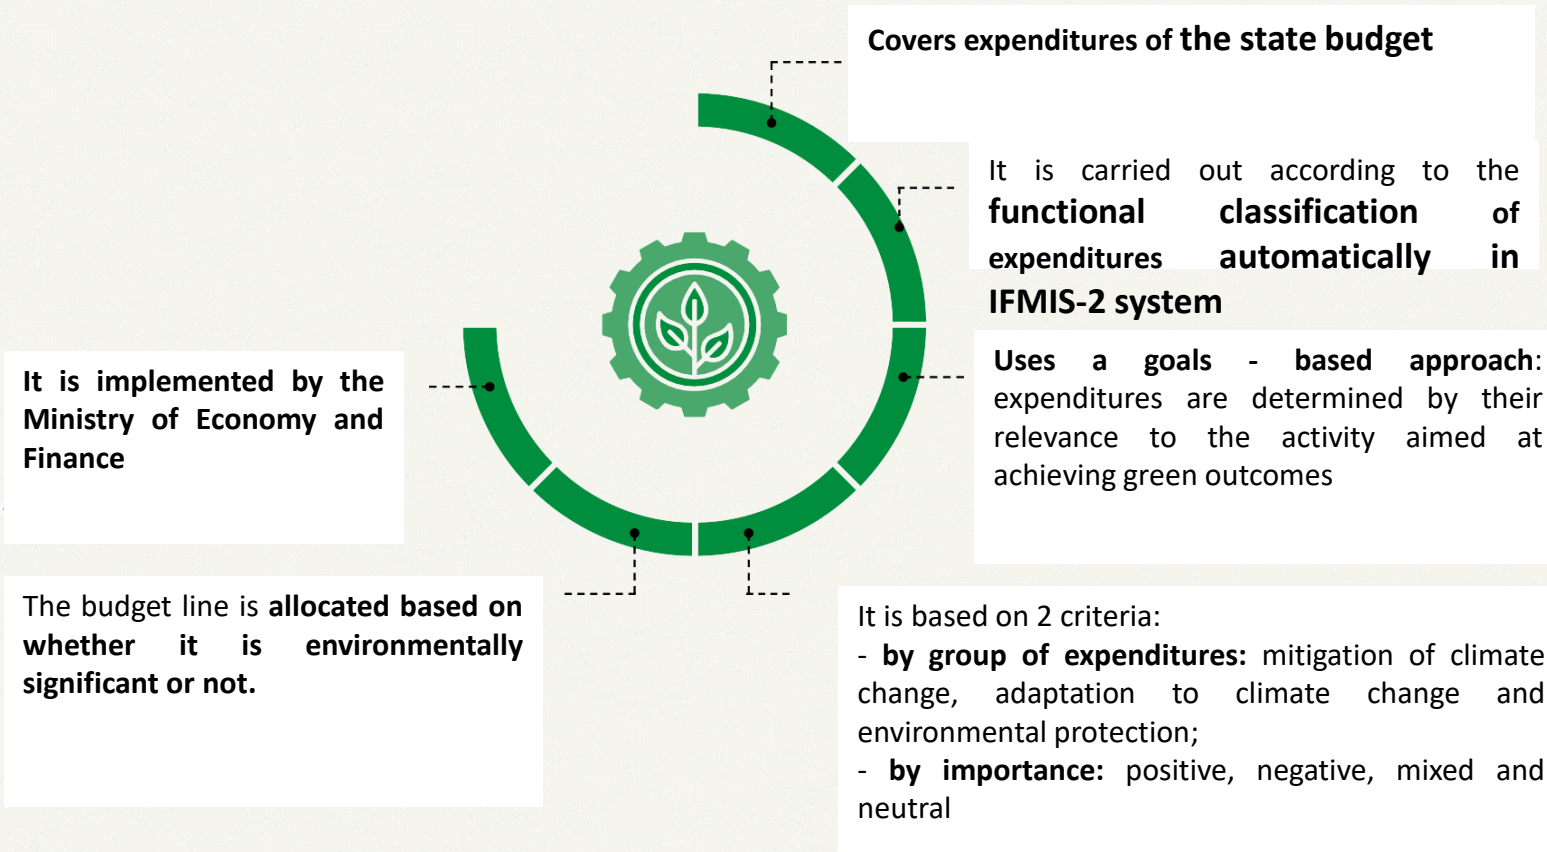 Covers expenditures of the state budget
It is carried out according to the
functional classification of
expenditures automatically in
IFMIS-2 system
Uses a goals - based approach:
expenditures are determined by their
relevance to the activity aimed at
achieving green outcomes
It is based on 2 criteria:
- by group of expenditures: mitigation of climate
change, adaptation to climate change and
environmental protection;
- by importance: positive, negative, mixed and
neutral
The budget line is allocated based on
whether it is environmentally
significant or not.
It is implemented by the
Ministry of Economy and
Finance